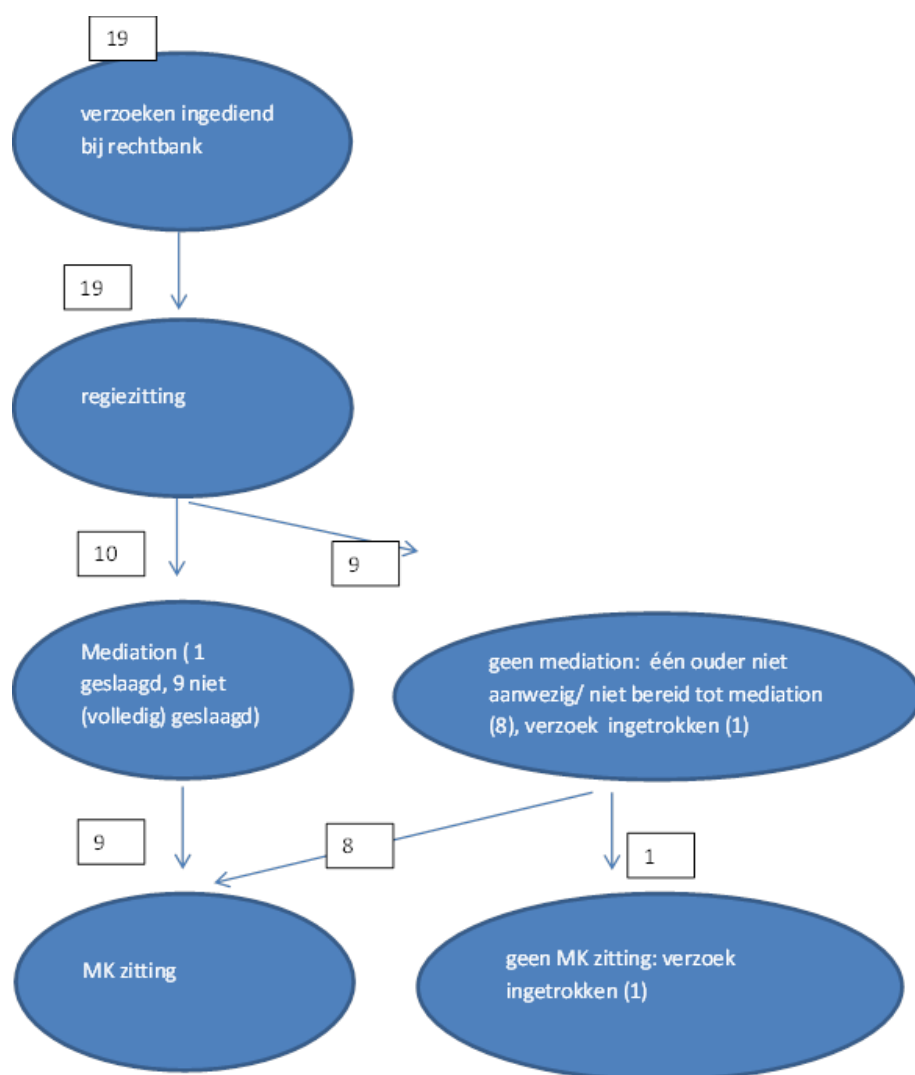 19
verzoeken ingediend
bij rechtbank
19
regiezitting
10
9
Mediation ( 1
geslaagd, 9 niet
(volledig) geslaagd)
geen mediation: één ouder niet
aanwezig/ niet bereid tot mediation
(8), verzoek ingetrokken (1)
9
8
1
MK zitting
geen MK zitting: verzoek
ingetrokken (1)